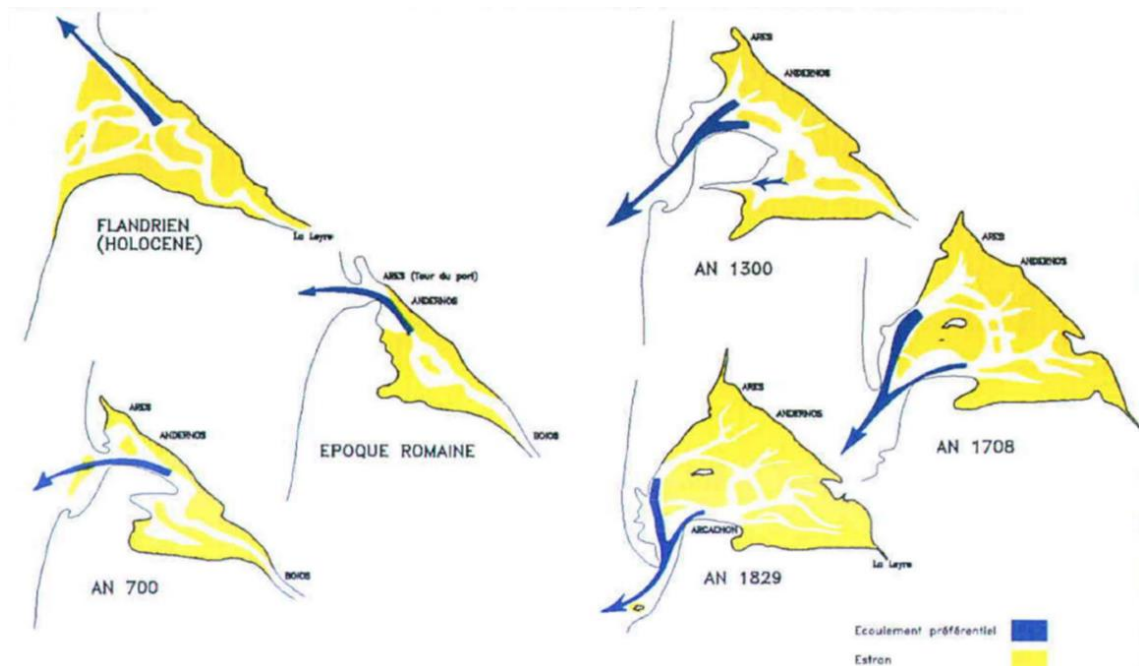 FLANDRIEN
(HOLOCENE)
La Leyre
ARES (Tour du port)
ANDERNOS
BOIOS
EPOQUE ROMAINE
ARES
ANDERNOS
BOIOS
AN 700
ARES
ANDERNOS
AN 1300
ARES
ANDERNOS
AN 1708
ARES
ANDERNOS
ARCACHON
La Leyre
AN 1829
Ecoulement préférentiel
Estran